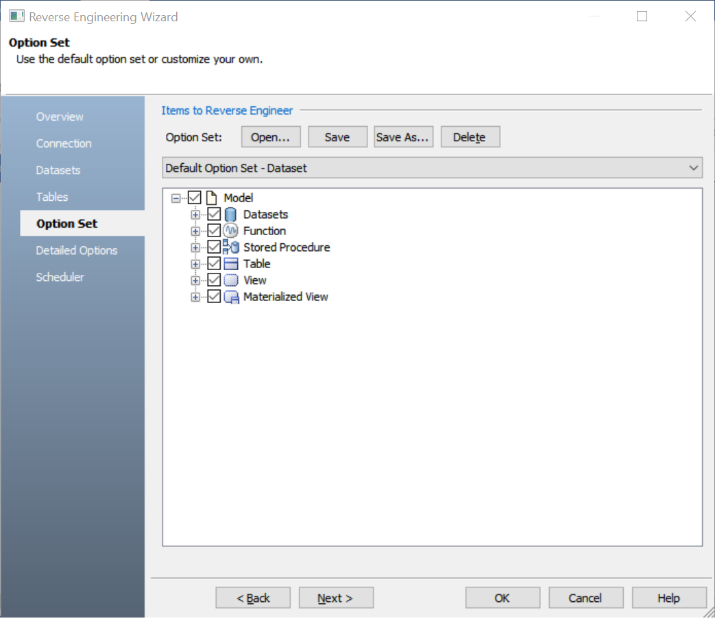 Reverse Engineering Wizard
Option Set
Use the default option set or customize your own.
Overview
Connection
Datasets
Tables
Option Set
Detailed Options
Scheduler
Items to Reverse Engineer
Option Set: Open... Save Save As... Delete
Default Option Set - Dataset
Model
Datasets
Function
Stored Procedure
Table
View
Materialized View
< Back Next > OK Cancel Help